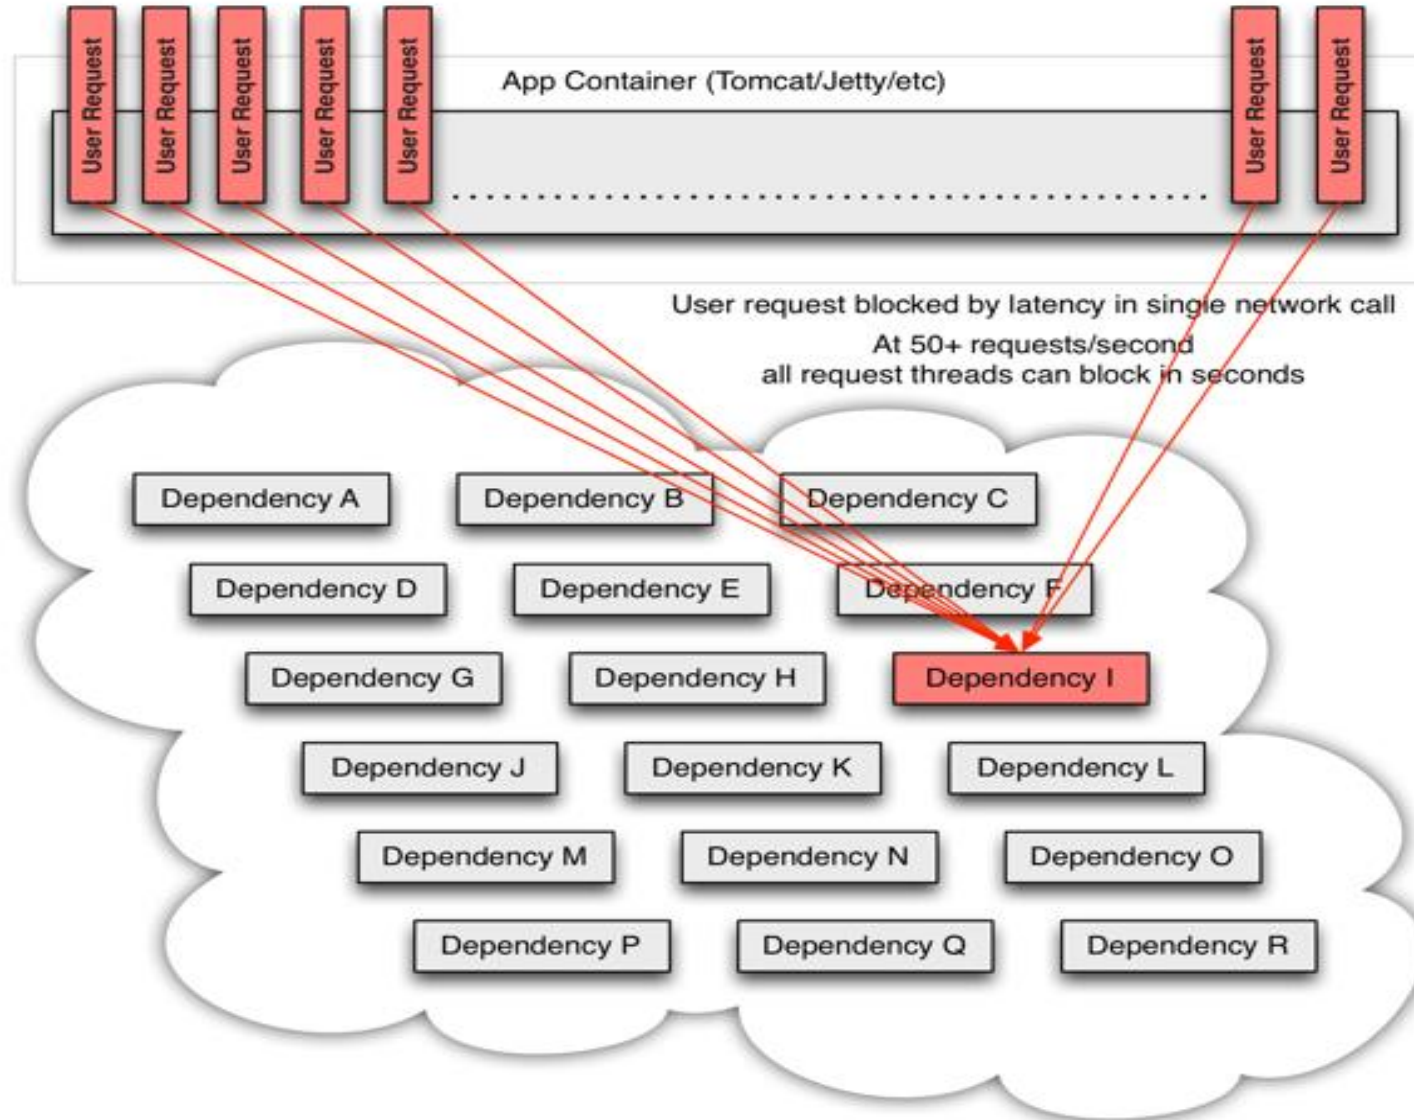 User Request
User Request
User Request
User Request
User Request
User Request
User Request
App Container (Tomcat/Jetty/etc)
User request blocked by latency in single network call
At 50+ requests/second
all request threads can block in seconds
Dependency A
Dependency B
Dependency C
Dependency D
Dependency E
Dependency F
Dependency G
Dependency H
Dependency I
Dependency J
Dependency K
Dependency L
Dependency M
Dependency N
Dependency O
Dependency P
Dependency Q
Dependency R